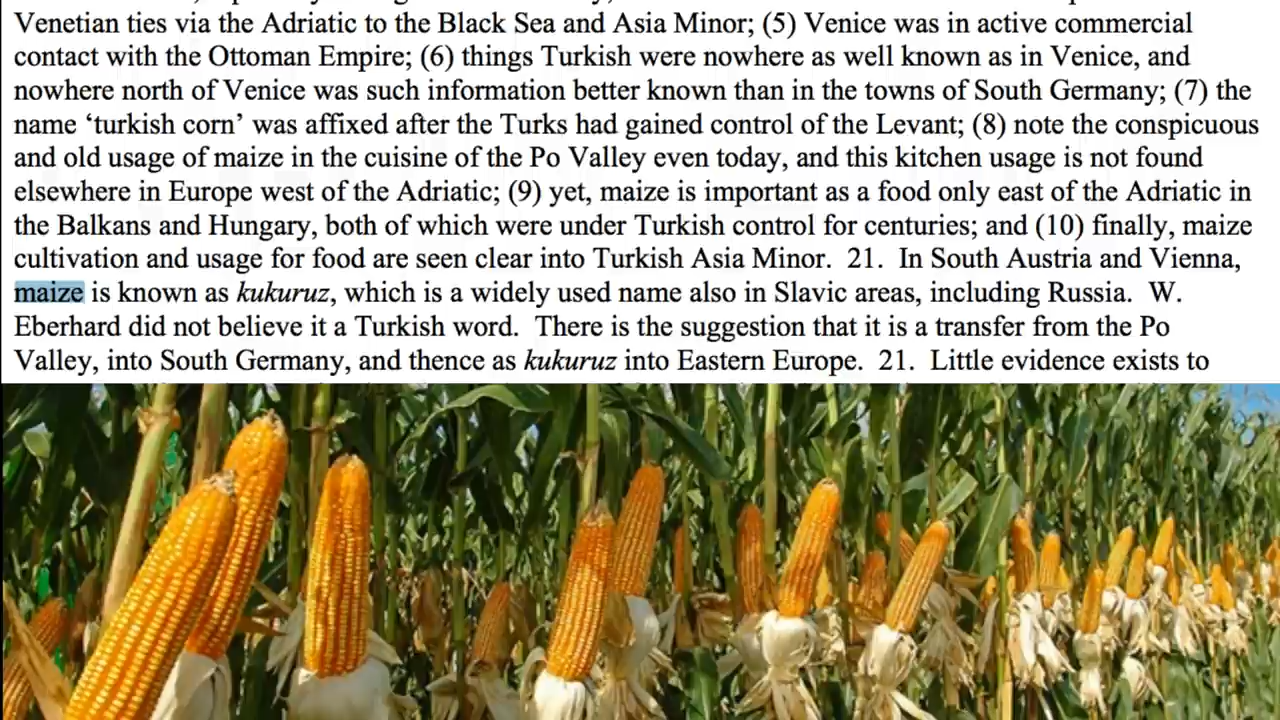 Venetian ties via the Adriatic to the Black Sea and Asia Minor; (5) Venice was in active commercial
contact with the Ottoman Empire; (6) things Turkish were nowhere as well known as in Venice, and
nowhere north of Venice was such information better known than in the towns of South Germany; (7) the
name ‘turkish corn’ was affixed after the Turks had gained control of the Levant; (8) note the conspicuous
and old usage of maize in the cuisine of the Po Valley even today, and this kitchen usage is not found
elsewhere in Europe west of the Adriatic; (9) yet, maize is important as a food only east of the Adriatic in
the Balkans and Hungary, both of which were under Turkish control for centuries; and (10) finally, maize
cultivation and usage for food are seen clear into Turkish Asia Minor.  21.  In South Austria and Vienna,
maize is known as kukuruz, which is a widely used name also in Slavic areas, including Russia.  W.
Eberhard did not believe it a Turkish word.  There is the suggestion that it is a transfer from the Po
Valley, into South Germany, and thence as kukuruz into Eastern Europe.  21.  Little evidence exists to